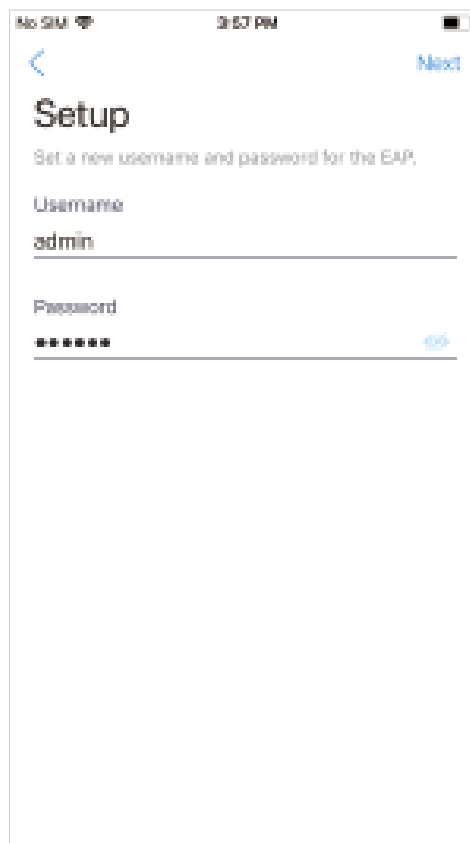 No SIM 3:57 PM
Next
Setup
Set a new username and password for the EAP.
Username
admin
Password
••••••